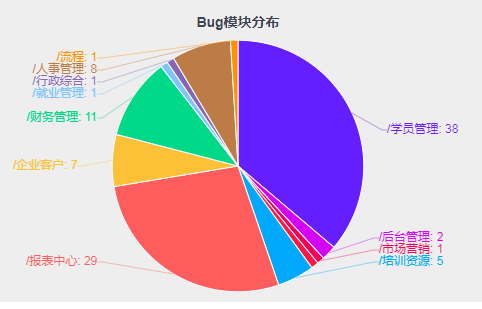 Bug模块分布
/流程: 1
/人事管理: 8
/行政综合: 1
/就业管理: 1
/财务管理: 11
/企业客户: 7
/报表中心: 29
/学员管理: 38
/后台管理: 2
/市场营销: 1
/培训资源: 5